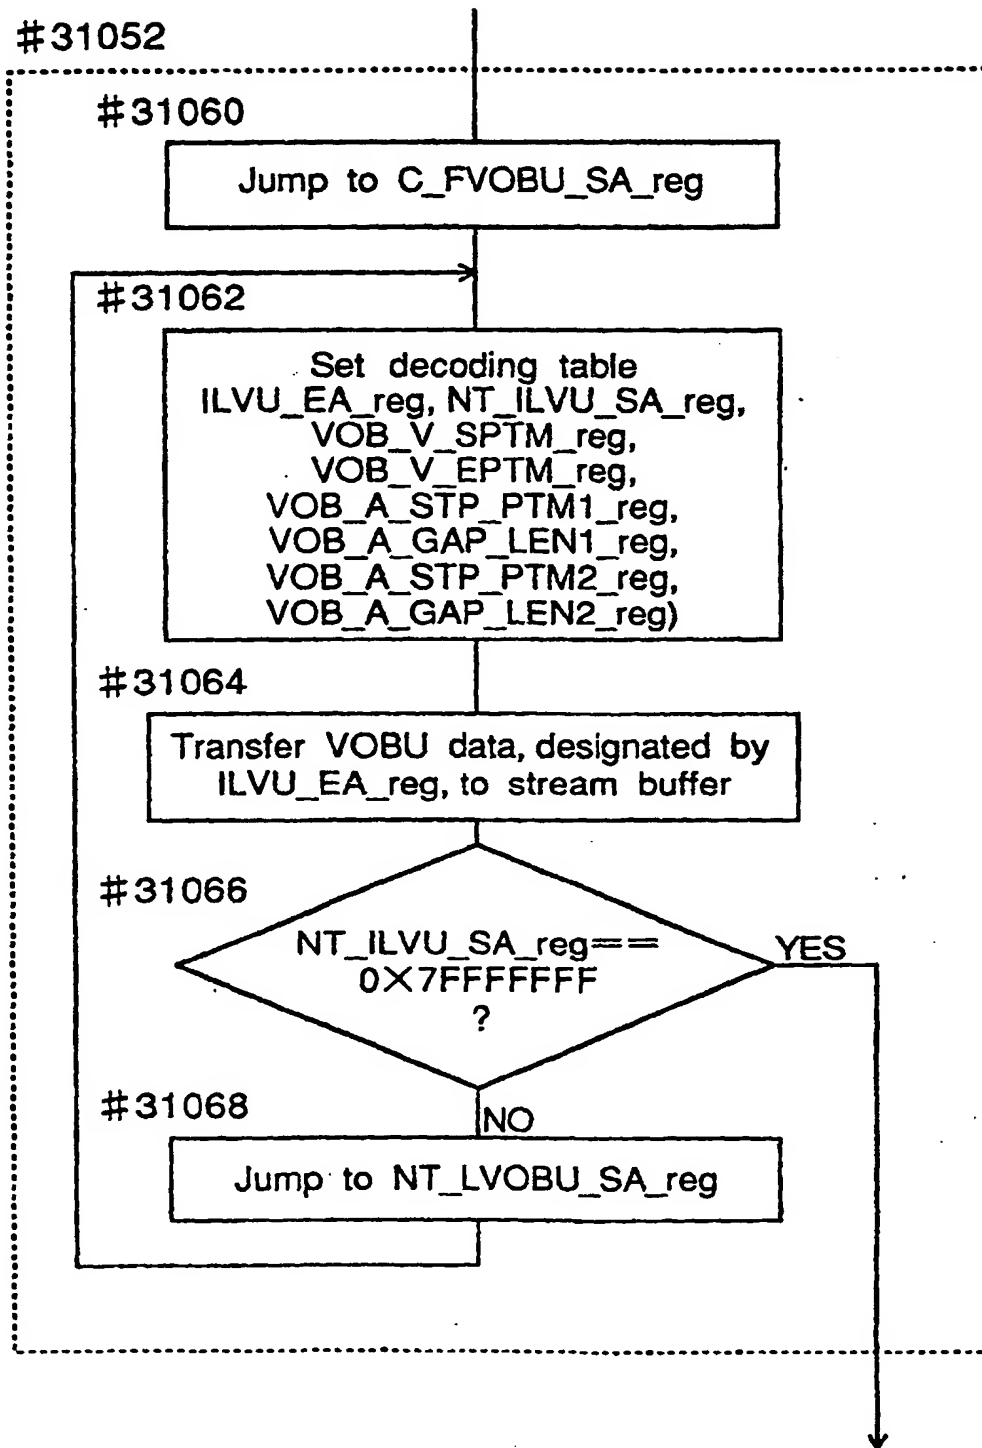 #31052
#31060
Jump to C_FVOBU_SA_reg
#31062
Set decoding table
ILVU_EA_reg, NT_ILVU_SA_reg,
VOB_V_SPTM_reg,
VOB_V_EPTM_reg,
VOB_A_STP_PTM1_reg,
VOB_A_GAP_LEN1_reg,
VOB_A_STP_PTM2_reg,
VOB_A_GAP_LEN2_reg)
#31064
Transfer VOBU data, designated by
ILVU_EA_reg, to stream buffer
#31066
NT_ILVU_SA_reg==
0X7FFFFFFF
?
YES
#31068
NO
Jump to NT_LVOBU_SA_reg